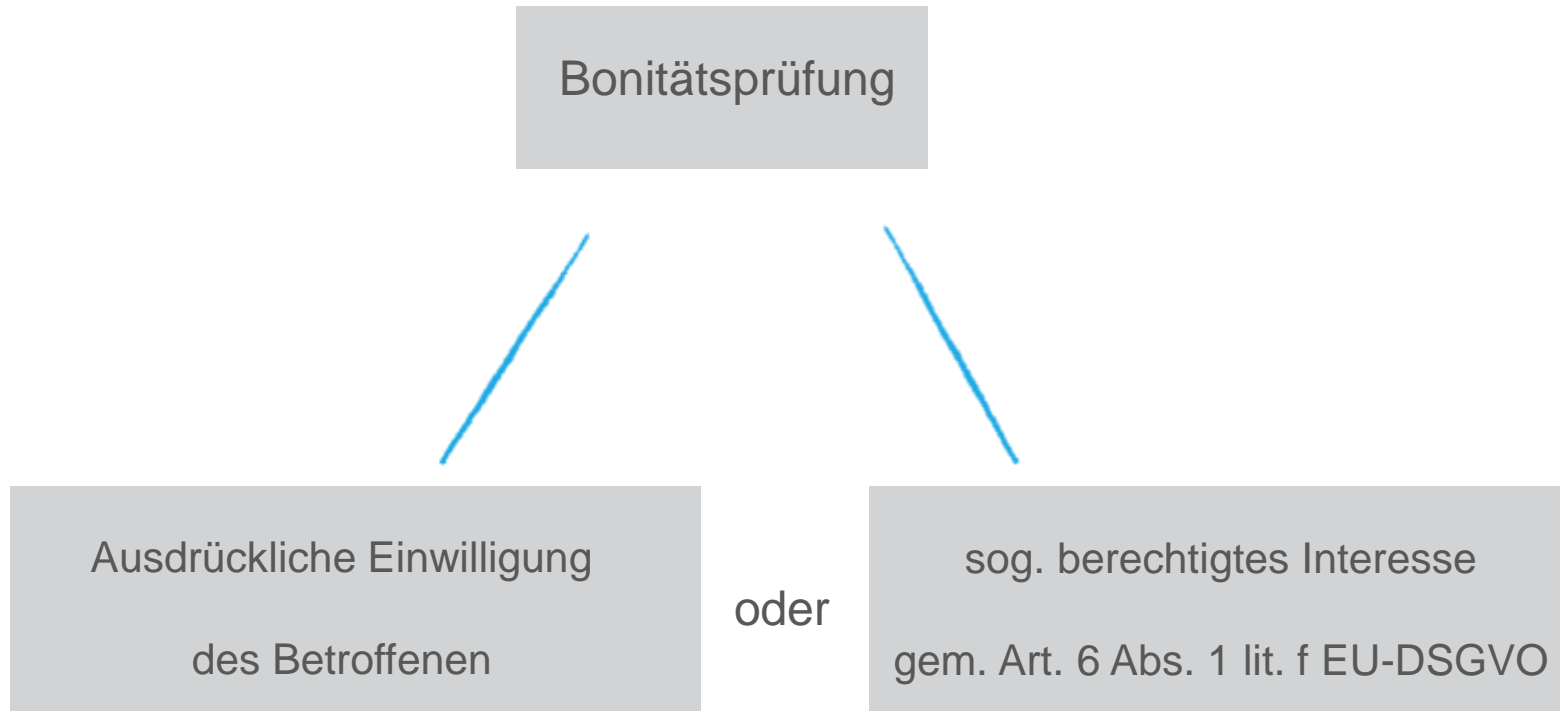 Bonitätsprüfung
Ausdrückliche Einwilligung
des Betroffenen
oder
sog. berechtigtes Interesse
gem. Art. 6 Abs. 1 lit. f EU-DSGVO